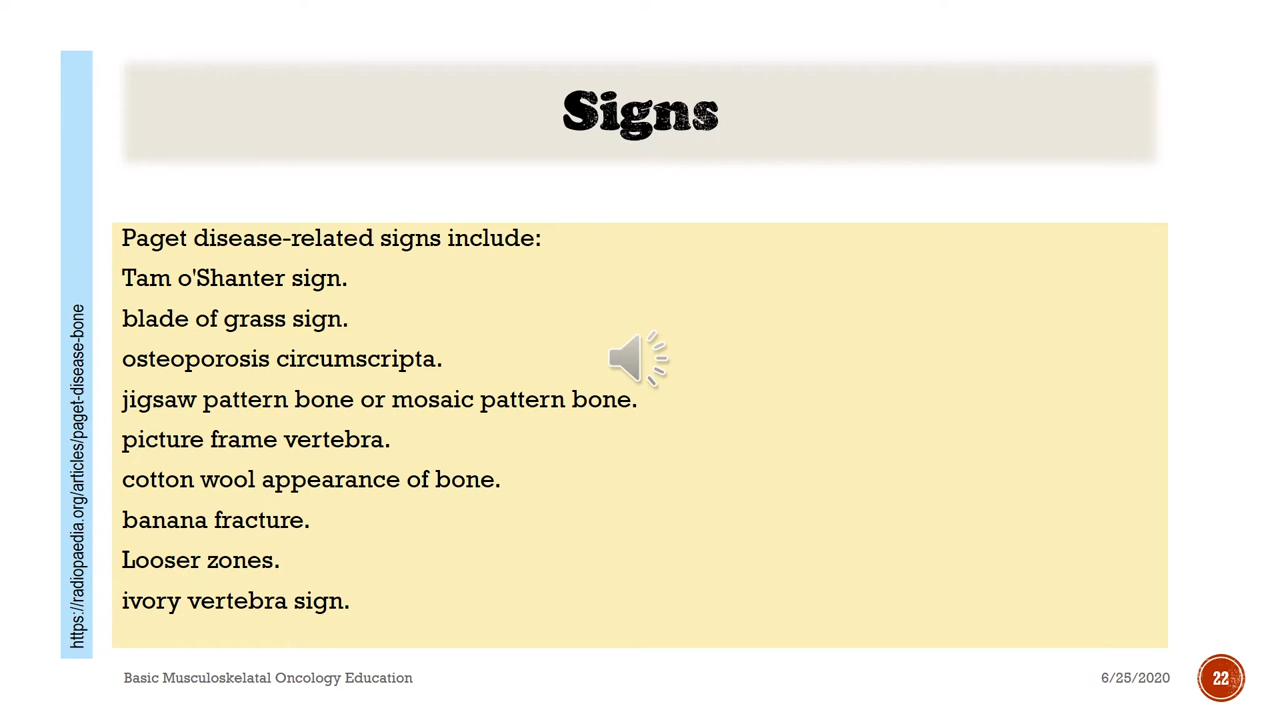 Signs
Paget disease-related signs include:
Tam o'Shanter sign.
blade of grass sign.
osteoporosis circumscripta.
jigsaw pattern bone or mosaic pattern bone.
picture frame vertebra.
cotton wool appearance of bone.
banana fracture.
Looser zones.
ivory vertebra sign.
https://radiopaedia.org/articles/paget-disease-bone
Basic Musculoskelatal Oncology Education
6/25/2020
22